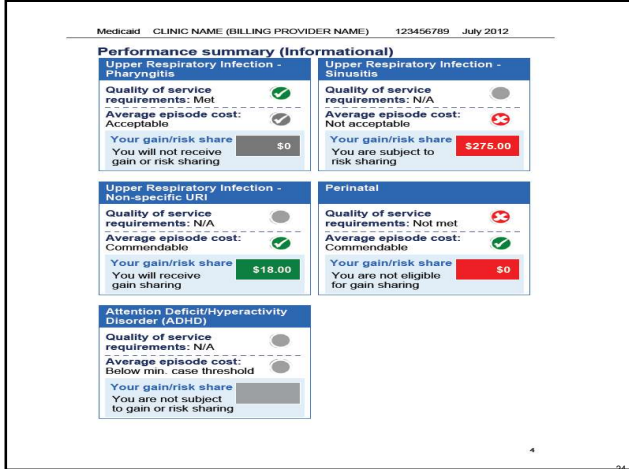 Medicaid CLINIC NAME (BILLING PROVIDER NAME) 123456789 July 2012
Performance summary (Informational)
Upper Respiratory Infection -
Pharyngitis
Quality of service
requirements: Met
Average episode cost:
Acceptable
Your gain/risk share
You will not receive
gain or risk sharing
$0
Upper Respiratory Infection -
Sinusitis
Quality of service
requirements: N/A
Average episode cost:
Not acceptable
Your gain/risk share
You are subject to
risk sharing
$275.00
Upper Respiratory Infection -
Non-specific URI
Quality of service
requirements: N/A
Average episode cost:
Commendable
Your gain/risk share
You will receive
gain sharing
$18.00
Perinatal
Quality of service
requirements: Not met
Average episode cost:
Commendable
Your gain/risk share
You are not eligible
for gain sharing
$0
Attention Deficit/Hyperactivity
Disorder (ADHD)
Quality of service
requirements: N/A
Average episode cost:
Below min. case threshold
Your gain/risk share
You are not subject
to gain or risk sharing
4
24